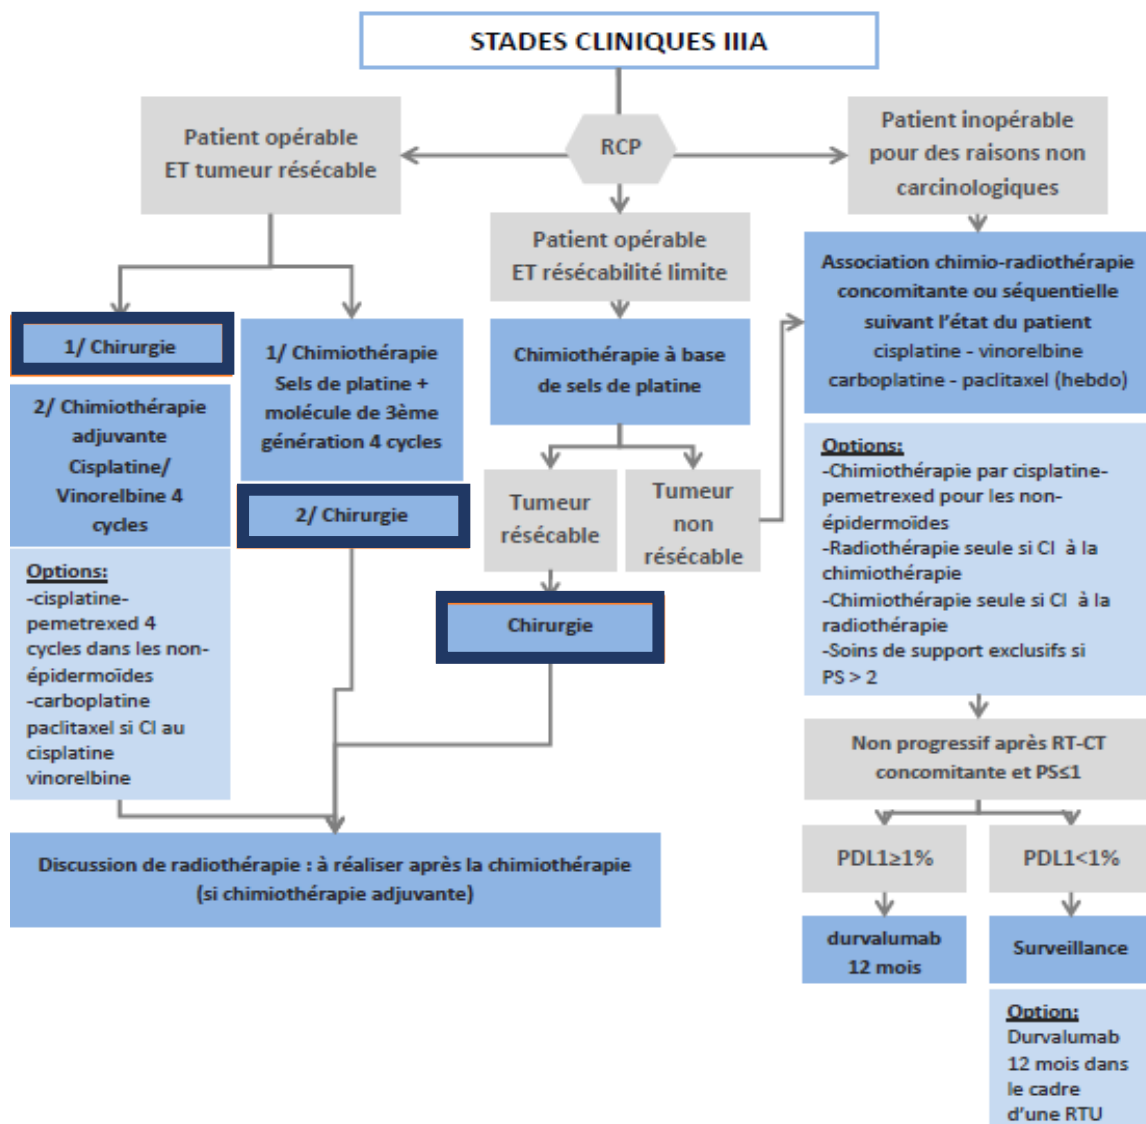 STADES CLINIQUES IIIA
RCP
Patient opérable
ET tumeur résécable
1/ Chirurgie
2/ Chimiothérapie
adjuvante
Cisplatine/
Vinorelbine 4
cycles
Options:
-cisplatine-
pemetrexed 4
cycles dans les non-
épidermoïdes
-carboplatine
paclitaxel si CI au
cisplatine
vinorelbine
1/ Chimiothérapie
Sels de platine +
molécule de 3ème
génération 4 cycles
2/ Chirurgie
Patient opérable
ET résécabilité limite
Chimiothérapie à base
de sels de platine
Tumeur
résécable
Tumeur
non
résécable
Chirurgie
Discussion de radiothérapie : à réaliser après la chimiothérapie
(si chimiothérapie adjuvante)
Patient inopérable
pour des raisons non
carcinologiques
Association chimio-radiothérapie
concomitante ou séquentielle
suivant l'état du patient
cisplatine - vinorelbine
carboplatine - paclitaxel (hebdo)
Options:
-Chimiothérapie par cisplatine-
pemetrexed pour les non-
épidermoïdes
-Radiothérapie seule si CI à la
chimiothérapie
-Chimiothérapie seule si CI à la
radiothérapie
-Soins de support exclusifs si
PS > 2
Non progressif après RT-CT
concomitante et PS≤1
PDL1≥1%
PDL1<1%
durvalumab
12 mois
Surveillance
Option:
Durvalumab
12 mois dans
le cadre
d'une RTU